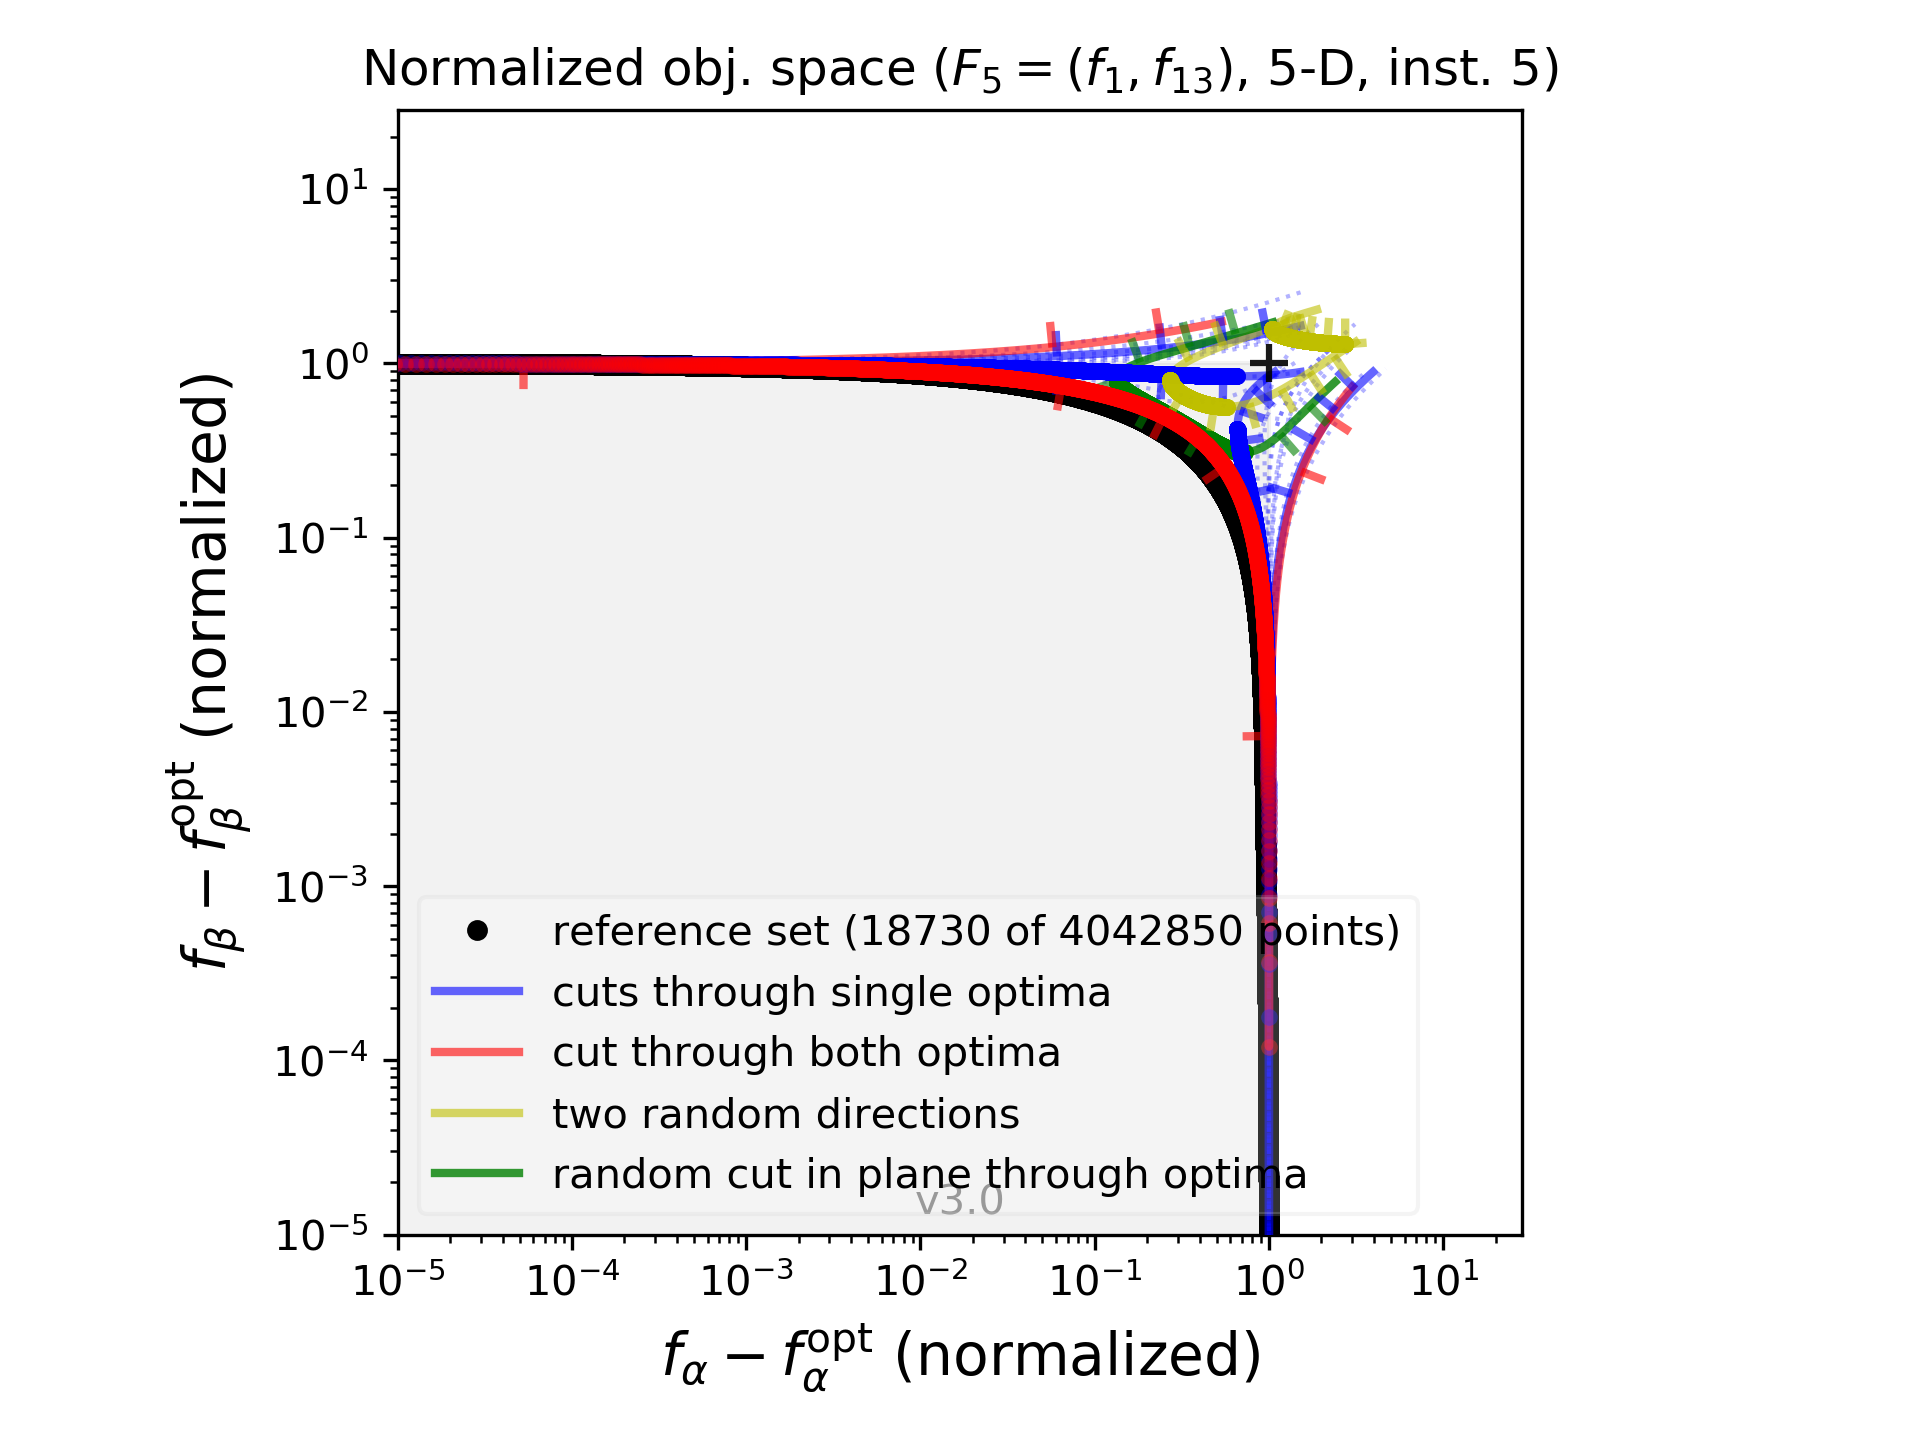 Normalized obj. space (F₅ = (f₁, f₁₃), 5-D, inst. 5)
f_β − f_β^opt (normalized)
10¹
10⁰
10⁻¹
10⁻²
10⁻³
10⁻⁴
10⁻⁵
reference set (18730 of 4042850 points)
cuts through single optima
cut through both optima
two random directions
random cut in plane through optima
v3.0
10⁻⁵ 10⁻⁴ 10⁻³ 10⁻² 10⁻¹ 10⁰ 10¹
f_α − f_α^opt (normalized)